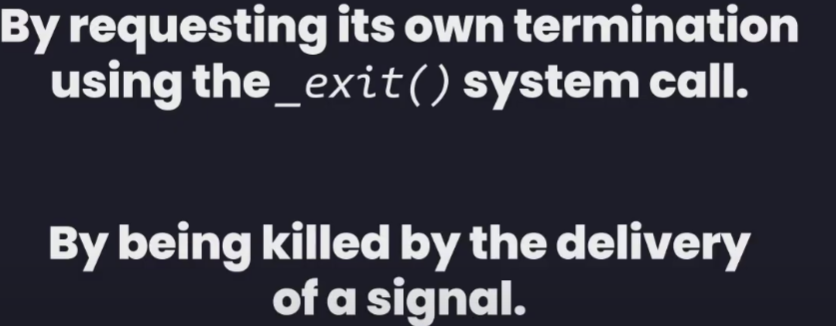 By requesting its own termination
using the _exit() system call.
By being killed by the delivery
of a signal.